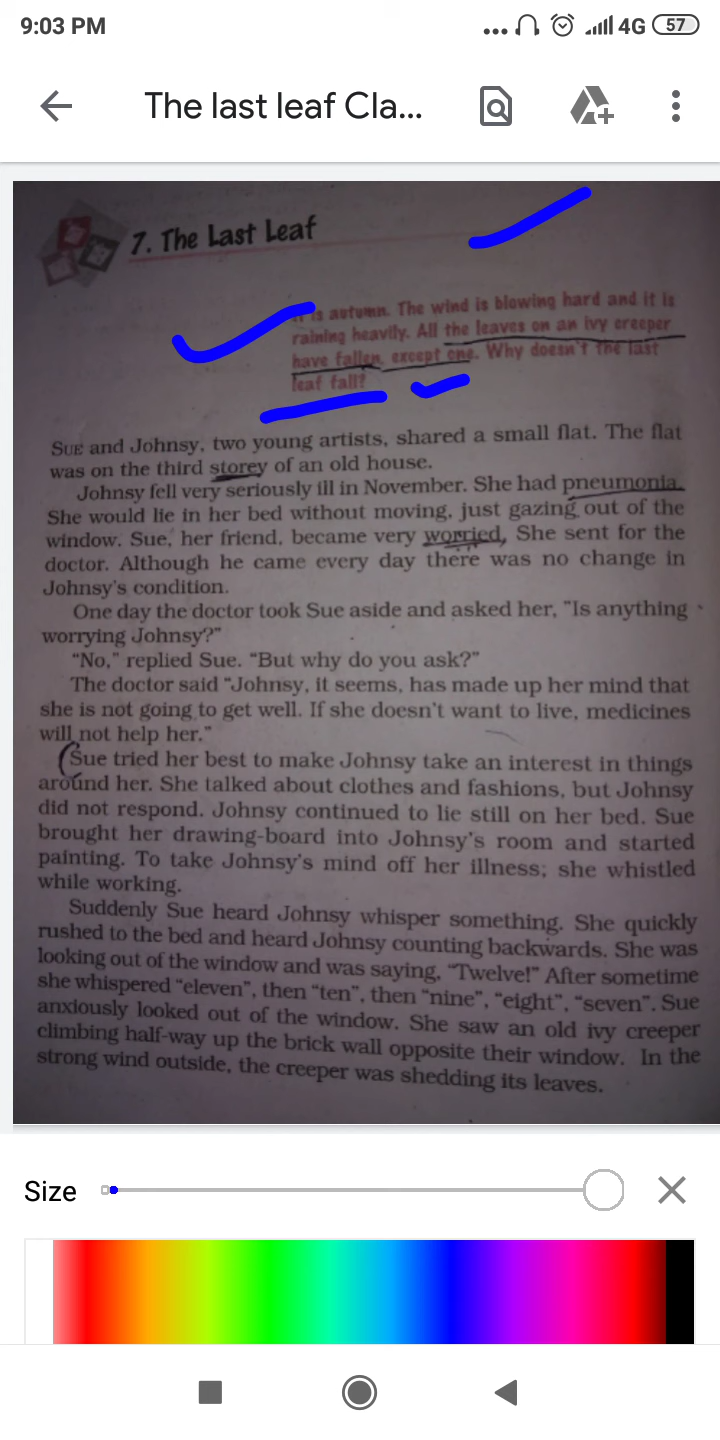 9:03 PM
4G 57
The last leaf Cla...
7. The Last Leaf
It is autumn. The wind is blowing hard and it is
raining heavily. All the leaves on an ivy creeper
have fallen, except one. Why doesn't the last
leaf fall?
SUE and Johnsy, two young artists, shared a small flat. The flat
was on the third storey of an old house.
Johnsy fell very seriously ill in November. She had pneumonia.
She would lie in her bed without moving, just gazing out of the
window. Sue, her friend, became very worried. She sent for the
doctor. Although he came every day there was no change in
Johnsy's condition.
One day the doctor took Sue aside and asked her, "Is anything
worrying Johnsy?"
"No," replied Sue. "But why do you ask?"
The doctor said "Johnsy, it seems, has made up her mind that
she is not going to get well. If she doesn't want to live, medicines
will not help her."
Sue tried her best to make Johnsy take an interest in things
around her. She talked about clothes and fashions, but Johnsy
did not respond. Johnsy continued to lie still on her bed. Sue
brought her drawing-board into Johnsy's room and started
painting. To take Johnsy's mind off her illness; she whistled
while working.
Suddenly Sue heard Johnsy whisper something. She quickly
rushed to the bed and heard Johnsy counting backwards. She was
looking out of the window and was saying, "Twelve!" After sometime
she whispered "eleven", then "ten", then "nine", "eight", "seven". Sue
anxiously looked out of the window. She saw an old ivy creeper
climbing half-way up the brick wall opposite their window. In the
strong wind outside, the creeper was shedding its leaves.
Size